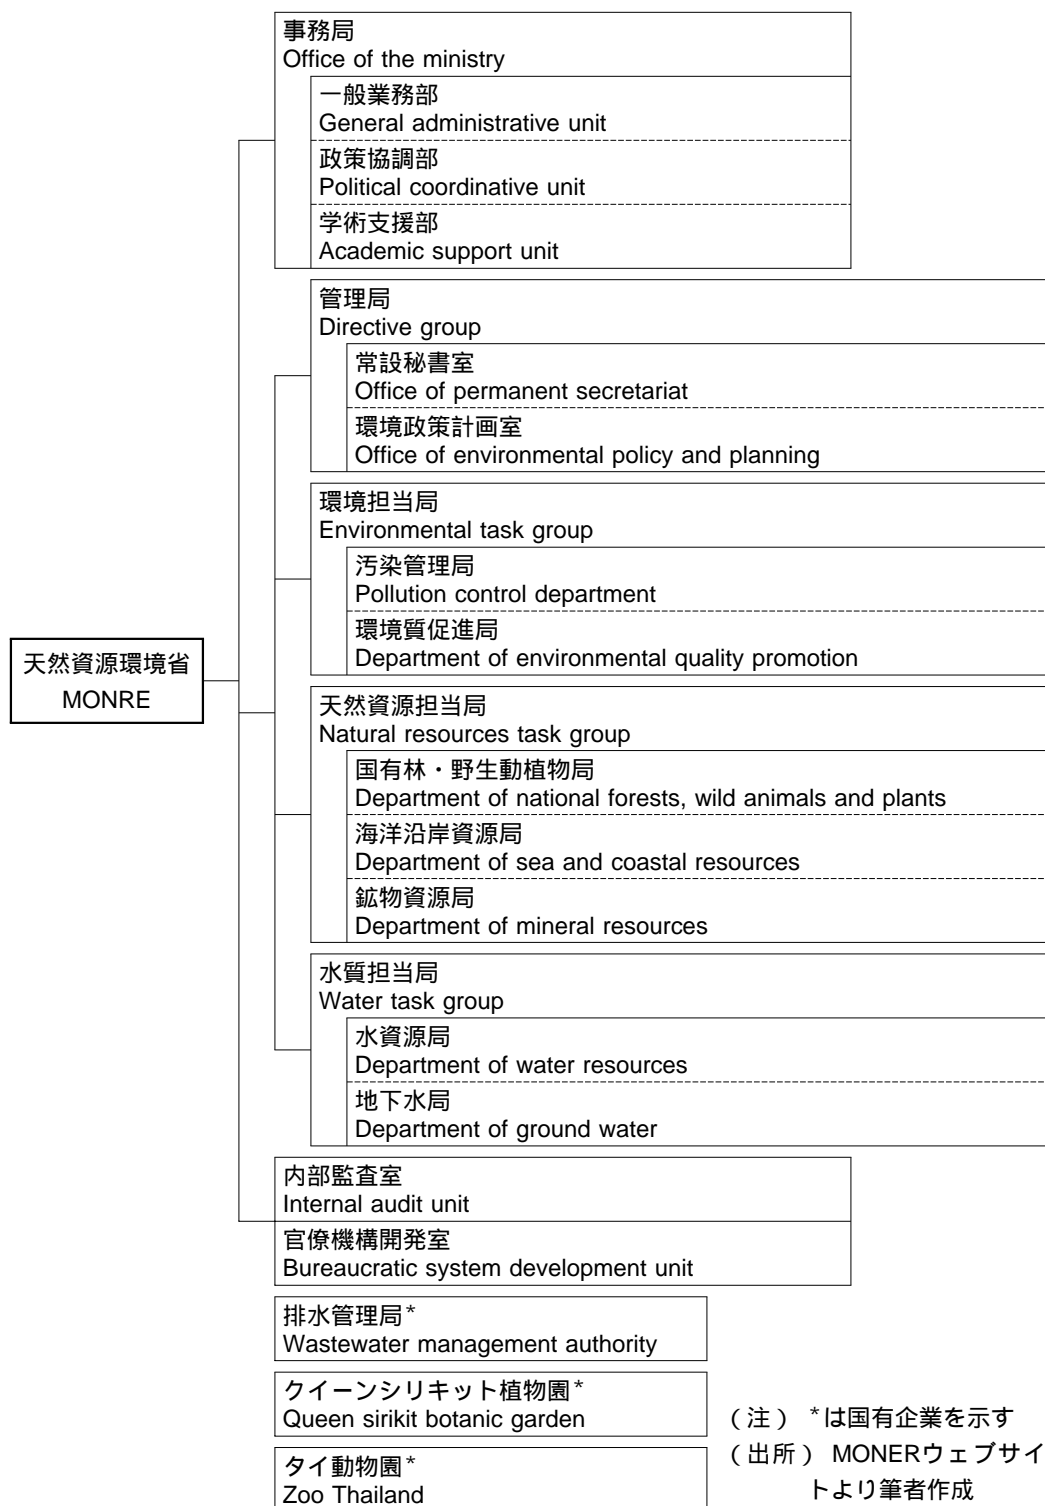 事務局
Office of the ministry
一般業務部
General administrative unit
政策協調部
Political coordinative unit
学術支援部
Academic support unit
管理局
Directive group
常設秘書室
Office of permanent secretariat
環境政策計画室
Office of environmental policy and planning
環境担当局
Environmental task group
汚染管理局
Pollution control department
環境質促進局
Department of environmental quality promotion
天然資源環境省
MONRE
天然資源担当局
Natural resources task group
国有林・野生動植物局
Department of national forests, wild animals and plants
海洋沿岸資源局
Department of sea and coastal resources
鉱物資源局
Department of mineral resources
水質担当局
Water task group
水資源局
Department of water resources
地下水局
Department of ground water
内部監査室
Internal audit unit
官僚機構開発室
Bureaucratic system development unit
排水管理局*
Wastewater management authority
クイーンシリキット植物園*
Queen sirikit botanic garden
タイ動物園*
Zoo Thailand
（注） *は国有企業を示す
（出所） MONERウェブサイ
トより筆者作成